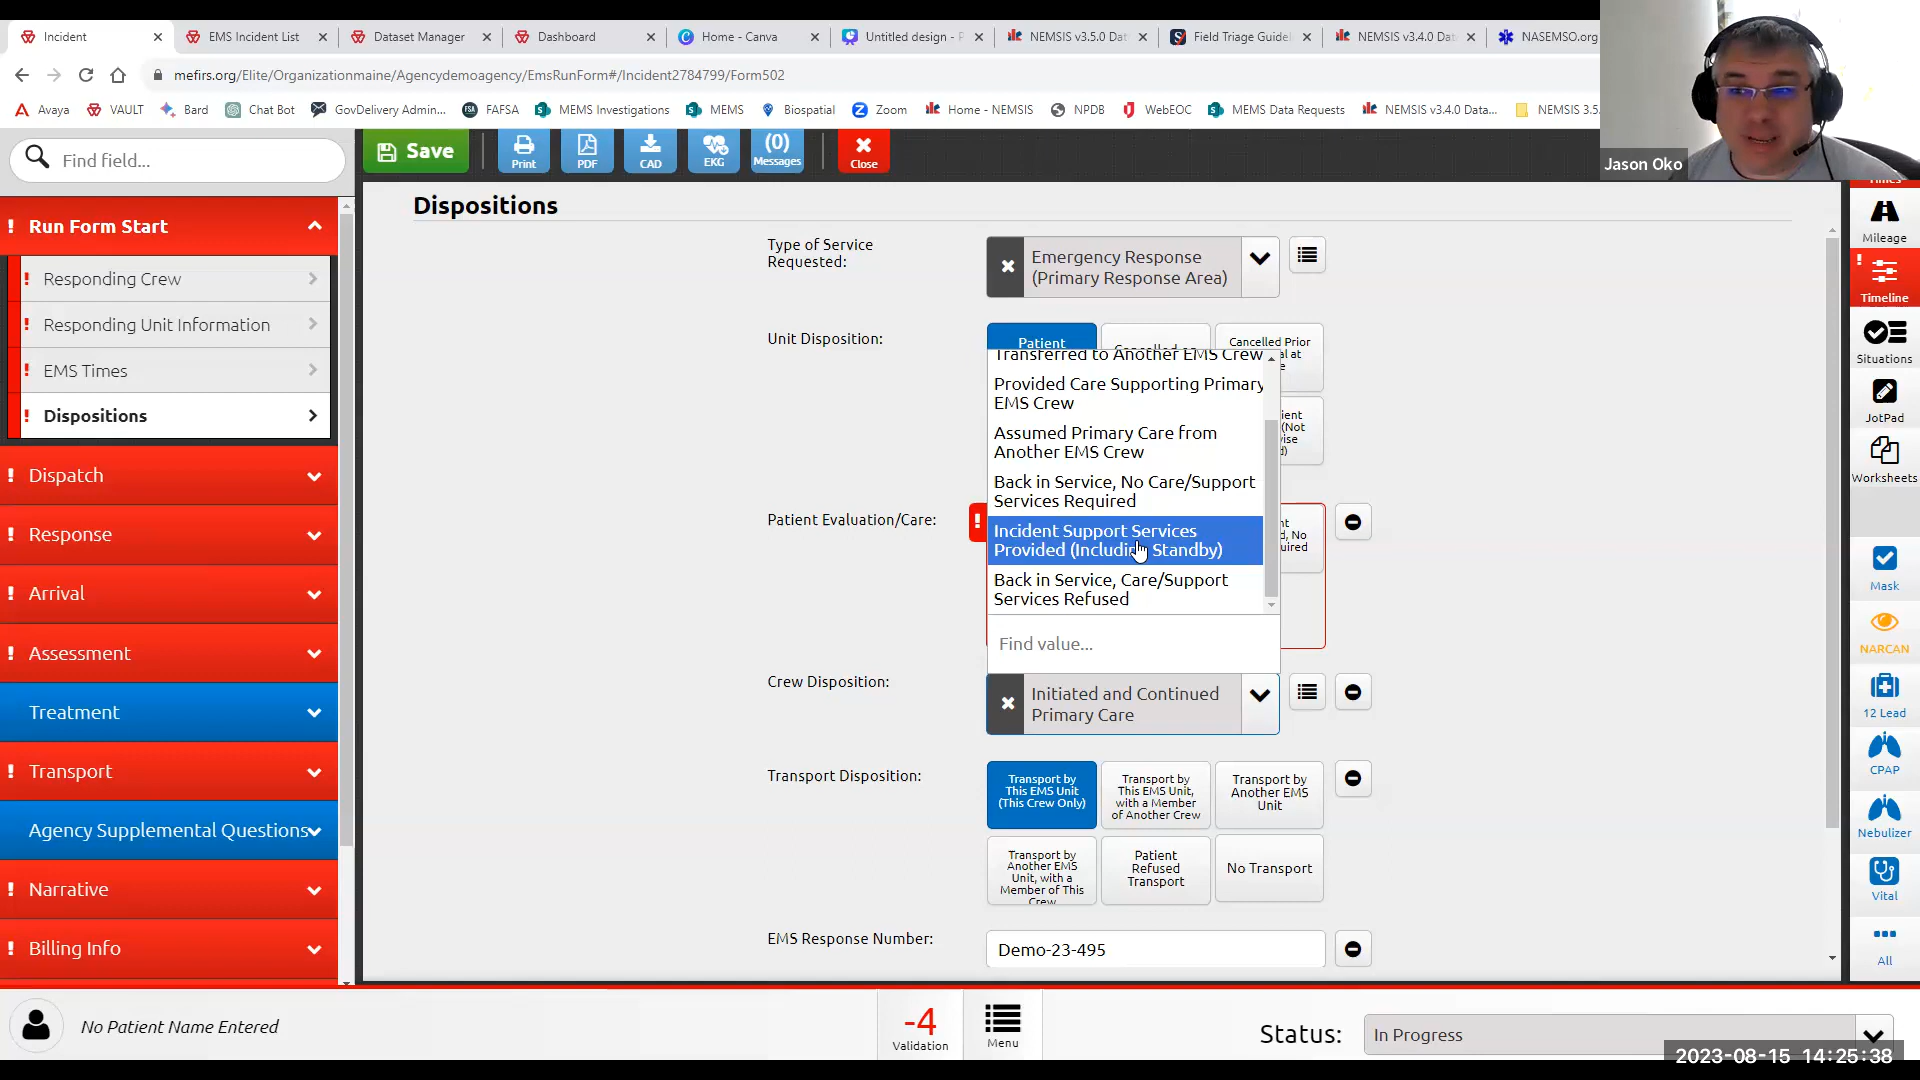 Incident
EMS Incident List
Dataset Manager
Dashboard
Home - Canva
Untitled design - P
NEMSIS v3.5.0 Dat
Field Triage Guidel
NEMSIS v3.4.0 Dat
NASEMSO.org
mefirs.org/Elite/Organizationmaine/Agencydemoagency/EmsRunForm#/Incident2784799/Form502
Avaya
VAULT
Bard
Chat Bot
GovDelivery Admin...
FAFSA
MEMS Investigations
MEMS
Biospatial
Zoom
Home - NEMSIS
NPDB
WebEOC
MEMS Data Requests
NEMSIS v3.4.0 Data...
NEMSIS 3.5.
Jason Oko
Find field...
Save
Print
PDF
CAD
EKG
(0)
Messages
Close
Run Form Start
Responding Crew
Responding Unit Information
EMS Times
Dispositions
Dispatch
Response
Arrival
Assessment
Treatment
Transport
Agency Supplemental Questions
Narrative
Billing Info
Dispositions
Type of Service
Requested:
Emergency Response
(Primary Response Area)
Unit Disposition:
Patient
Cancelled
Cancelled Prior
Transferred to Another EMS Crew
Provided Care Supporting Primary
EMS Crew
Assumed Primary Care from
Another EMS Crew
Back in Service, No Care/Support
Services Required
Incident Support Services
Provided (Including Standby)
Back in Service, Care/Support
Services Refused
Find value...
Patient Evaluation/Care:
Crew Disposition:
Initiated and Continued
Primary Care
Transport Disposition:
Transport by
This EMS Unit
(This Crew Only)
Transport by
This EMS Unit,
with a Member
of Another Crew
Transport by
Another EMS
Unit
Transport by
Another EMS
Unit, with a
Member of This
Crew
Patient
Refused
Transport
No Transport
EMS Response Number:
Demo-23-495
Times
Mileage
Timeline
Situations
JotPad
Worksheets
Mask
NARCAN
12 Lead
CPAP
Nebulizer
Vital
All
No Patient Name Entered
-4
Validation
Menu
Status:
In Progress
2023-08-15 14:25:38